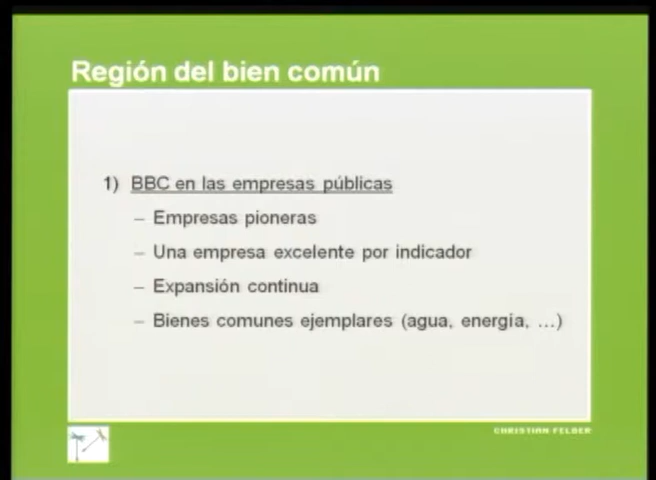 Región del bien común
1) BBC en las empresas públicas
– Empresas pioneras
– Una empresa excelente por indicador
– Expansión continua
– Bienes comunes ejemplares (agua, energía, ...)
CHRISTIAN FELBER